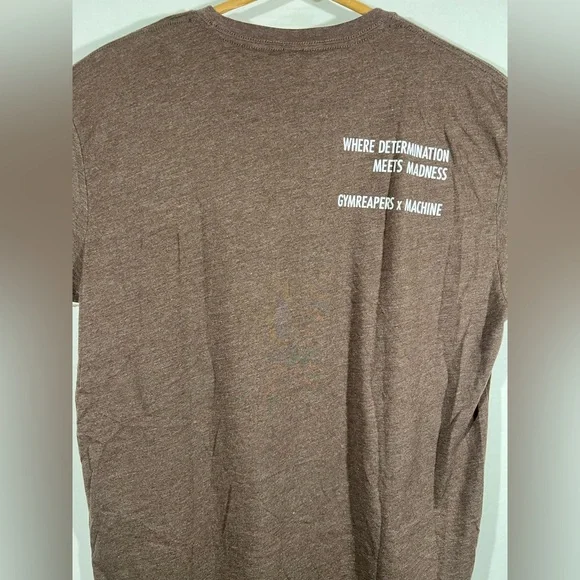 WHERE DETERMINATION
MEETS MADNESS
GYMREAPERS x MACHINE